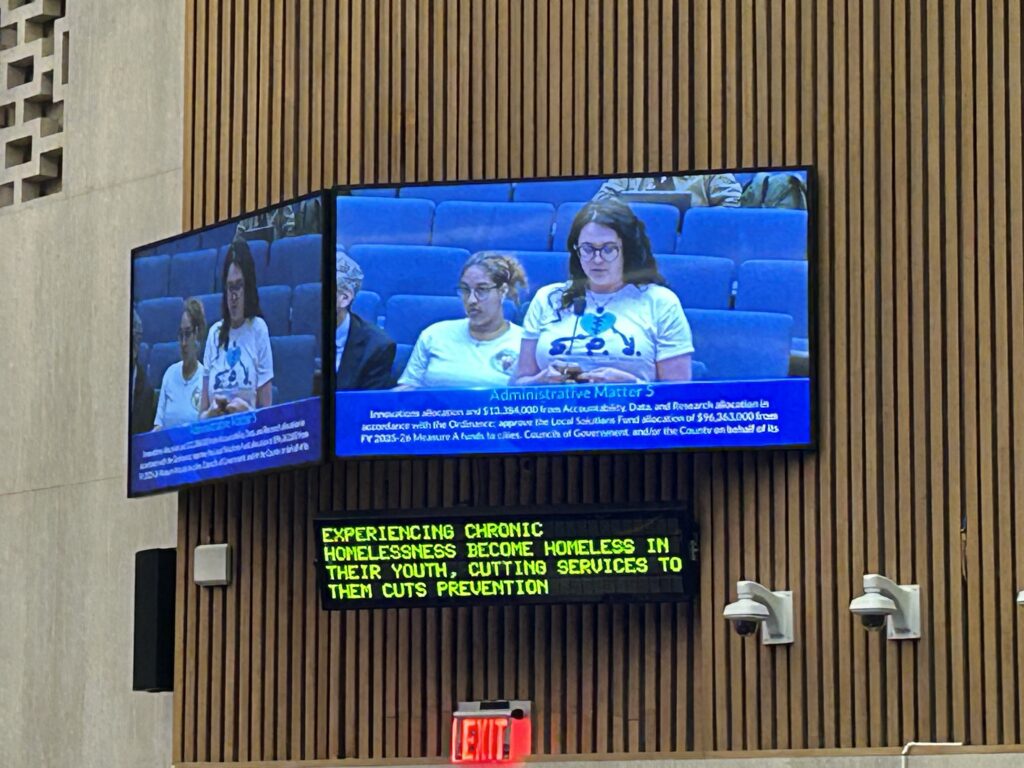 Administrative Matter 5
Innovations allocation and $12,384,000 from Accountability, Data, and Research allocation in
accordance with the Ordinance; approve the Local Solutions Fund allocation of $96,363,000 from
FY 2025-26 Measure A funds to cities, Councils of Government, and/or the County on behalf of its
EXPERIENCING CHRONIC
HOMELESSNESS BECOME HOMELESS IN
THEIR YOUTH, CUTTING SERVICES TO
THEM CUTS PREVENTION
EXIT